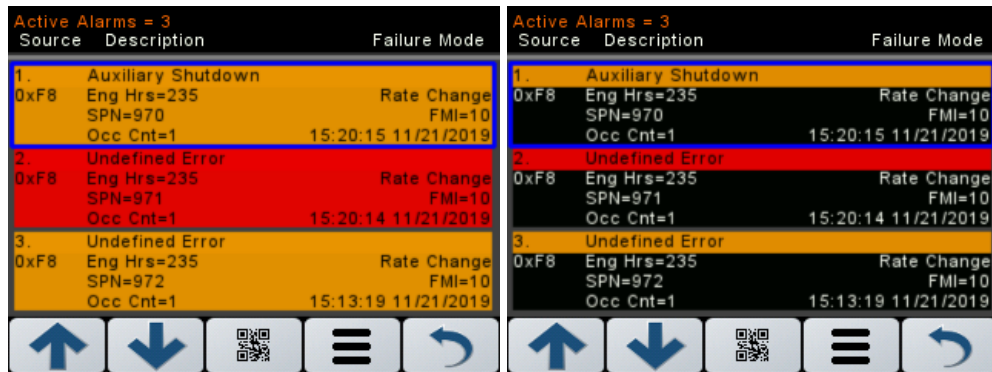 Active Alarms = 3
Source Description Failure Mode
1. Auxiliary Shutdown
0xF8 Eng Hrs=235 Rate Change
SPN=970 FMI=10
Occ Cnt=1 15:20:15 11/21/2019
2. Undefined Error
0xF8 Eng Hrs=235 Rate Change
SPN=971 FMI=10
Occ Cnt=1 15:20:14 11/21/2019
3. Undefined Error
0xF8 Eng Hrs=235 Rate Change
SPN=972 FMI=10
Occ Cnt=1 15:13:19 11/21/2019
Active Alarms = 3
Source Description Failure Mode
1. Auxiliary Shutdown
0xF8 Eng Hrs=235 Rate Change
SPN=970 FMI=10
Occ Cnt=1 15:20:15 11/21/2019
2. Undefined Error
0xF8 Eng Hrs=235 Rate Change
SPN=971 FMI=10
Occ Cnt=1 15:20:14 11/21/2019
3. Undefined Error
0xF8 Eng Hrs=235 Rate Change
SPN=972 FMI=10
Occ Cnt=1 15:13:19 11/21/2019